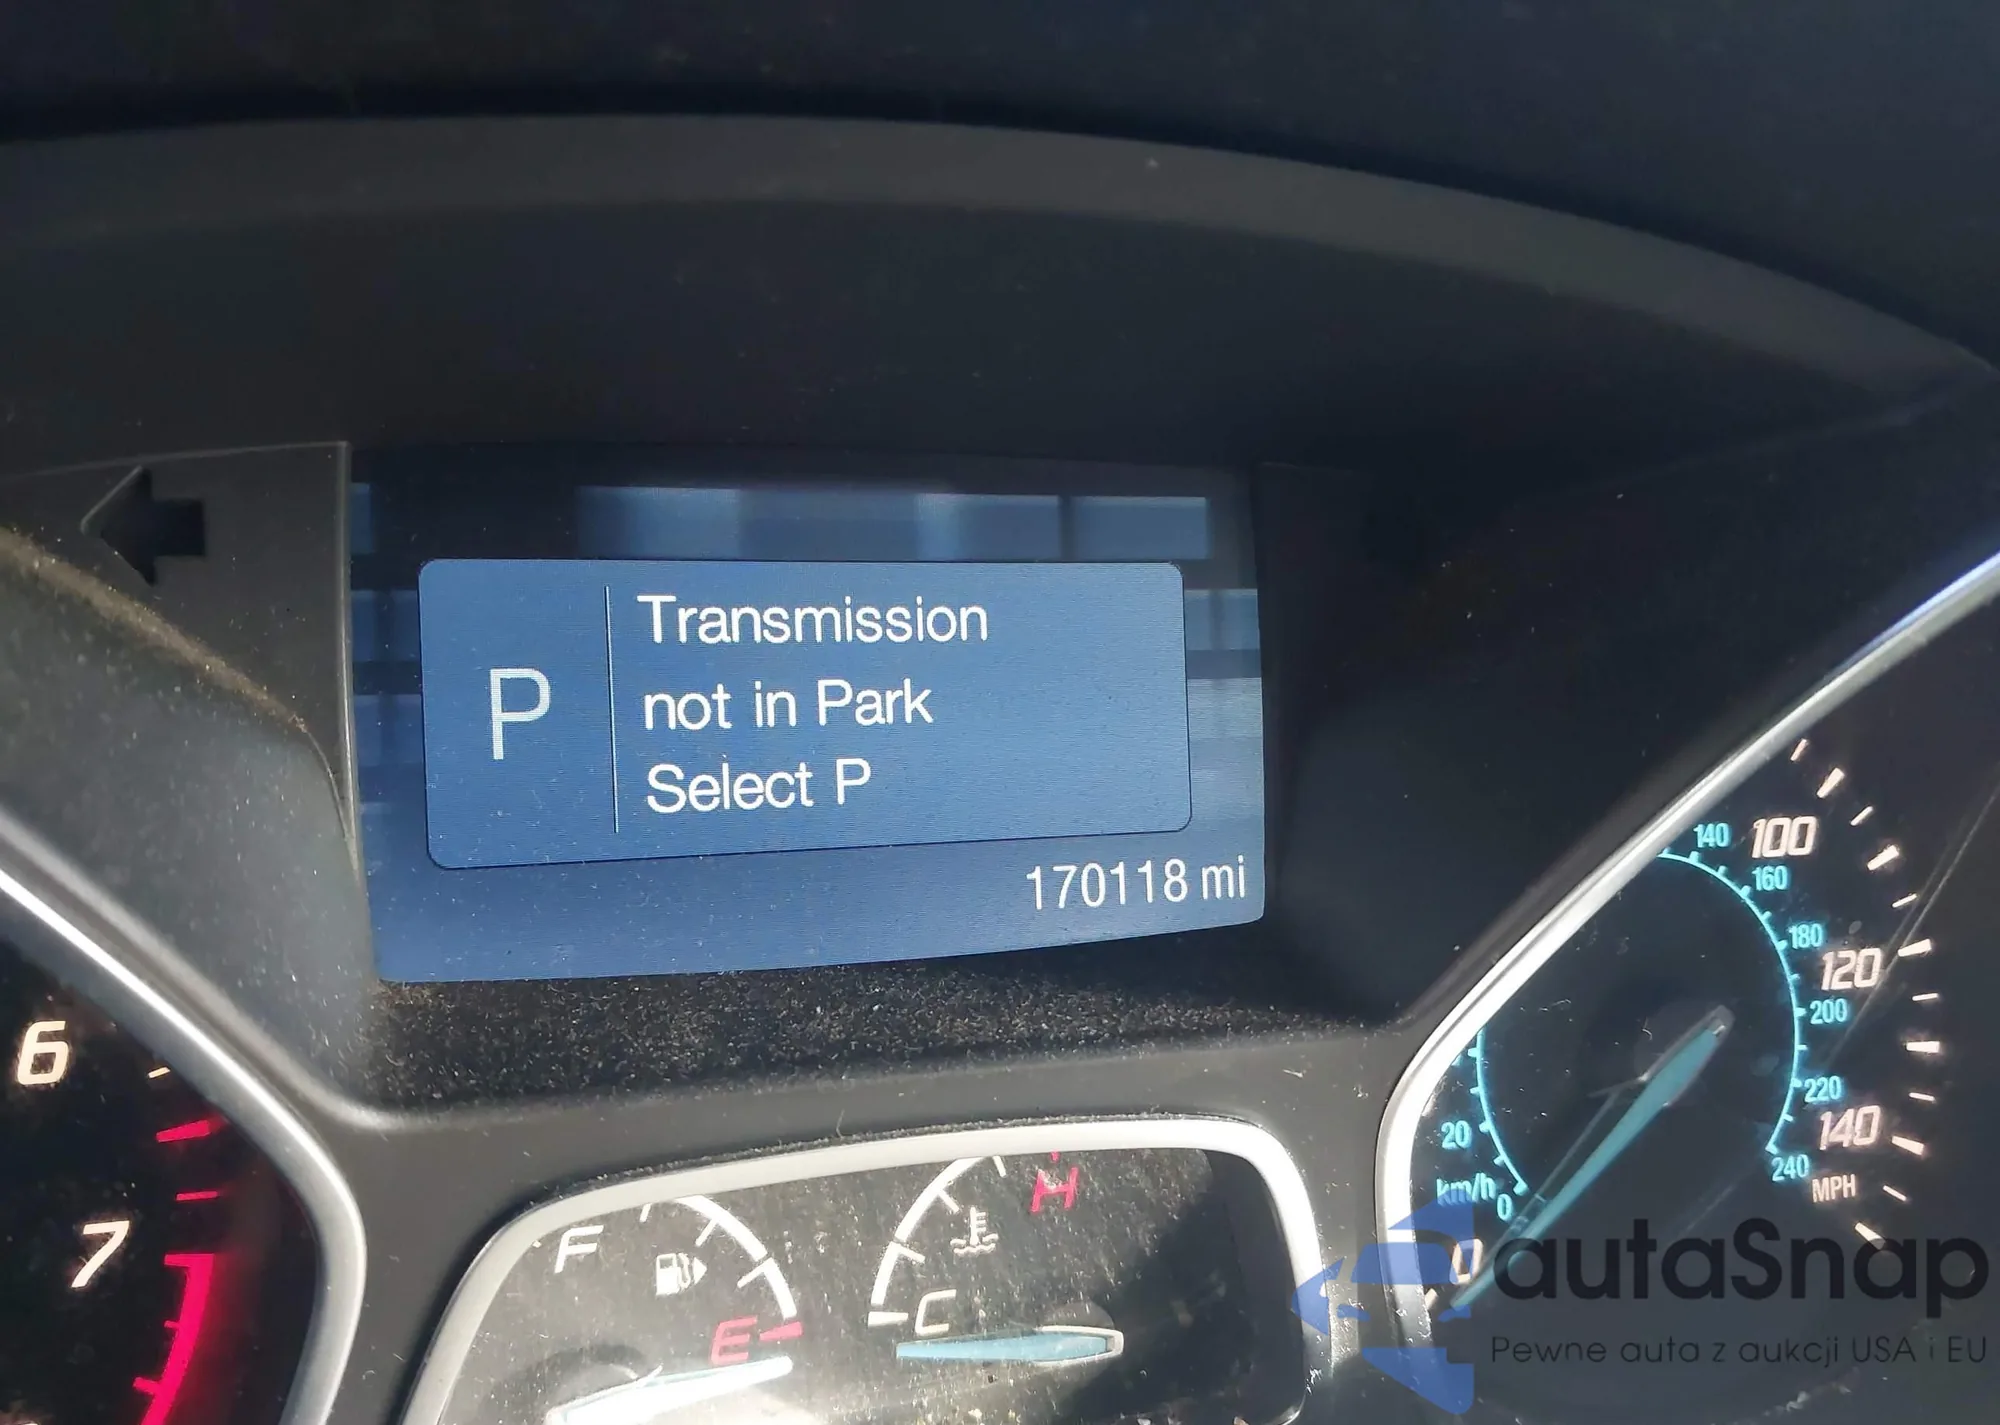 Transmission
P not in Park
Select P
170118 mi
6
7
F
E
H
C
140 100
160
180
120
200
220
140
240
MPH
20
km/h 0
0
autaSnap
Pewne auta z aukcji USA i EU